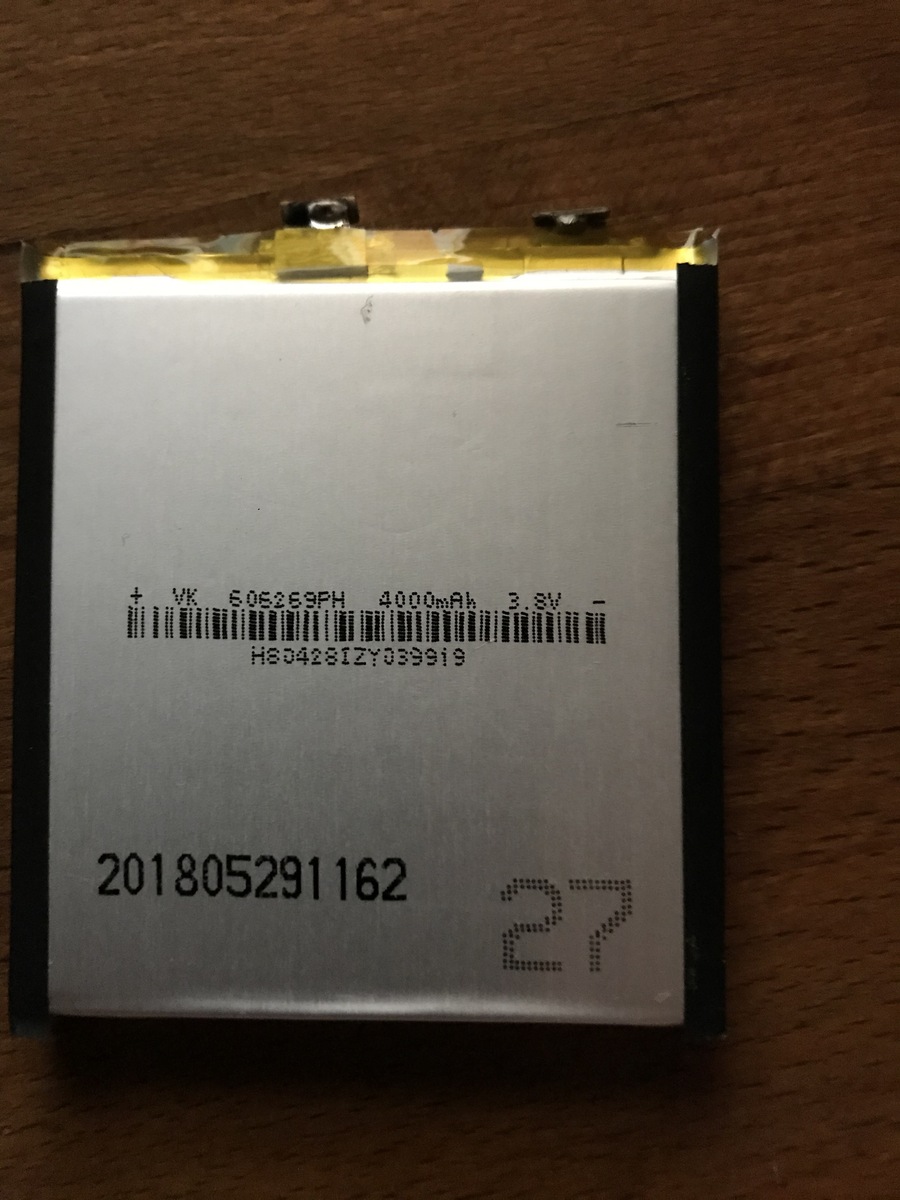 + VK 606269PH 4000mAh 3.8V -
H80428IZY039919
201805291162
27